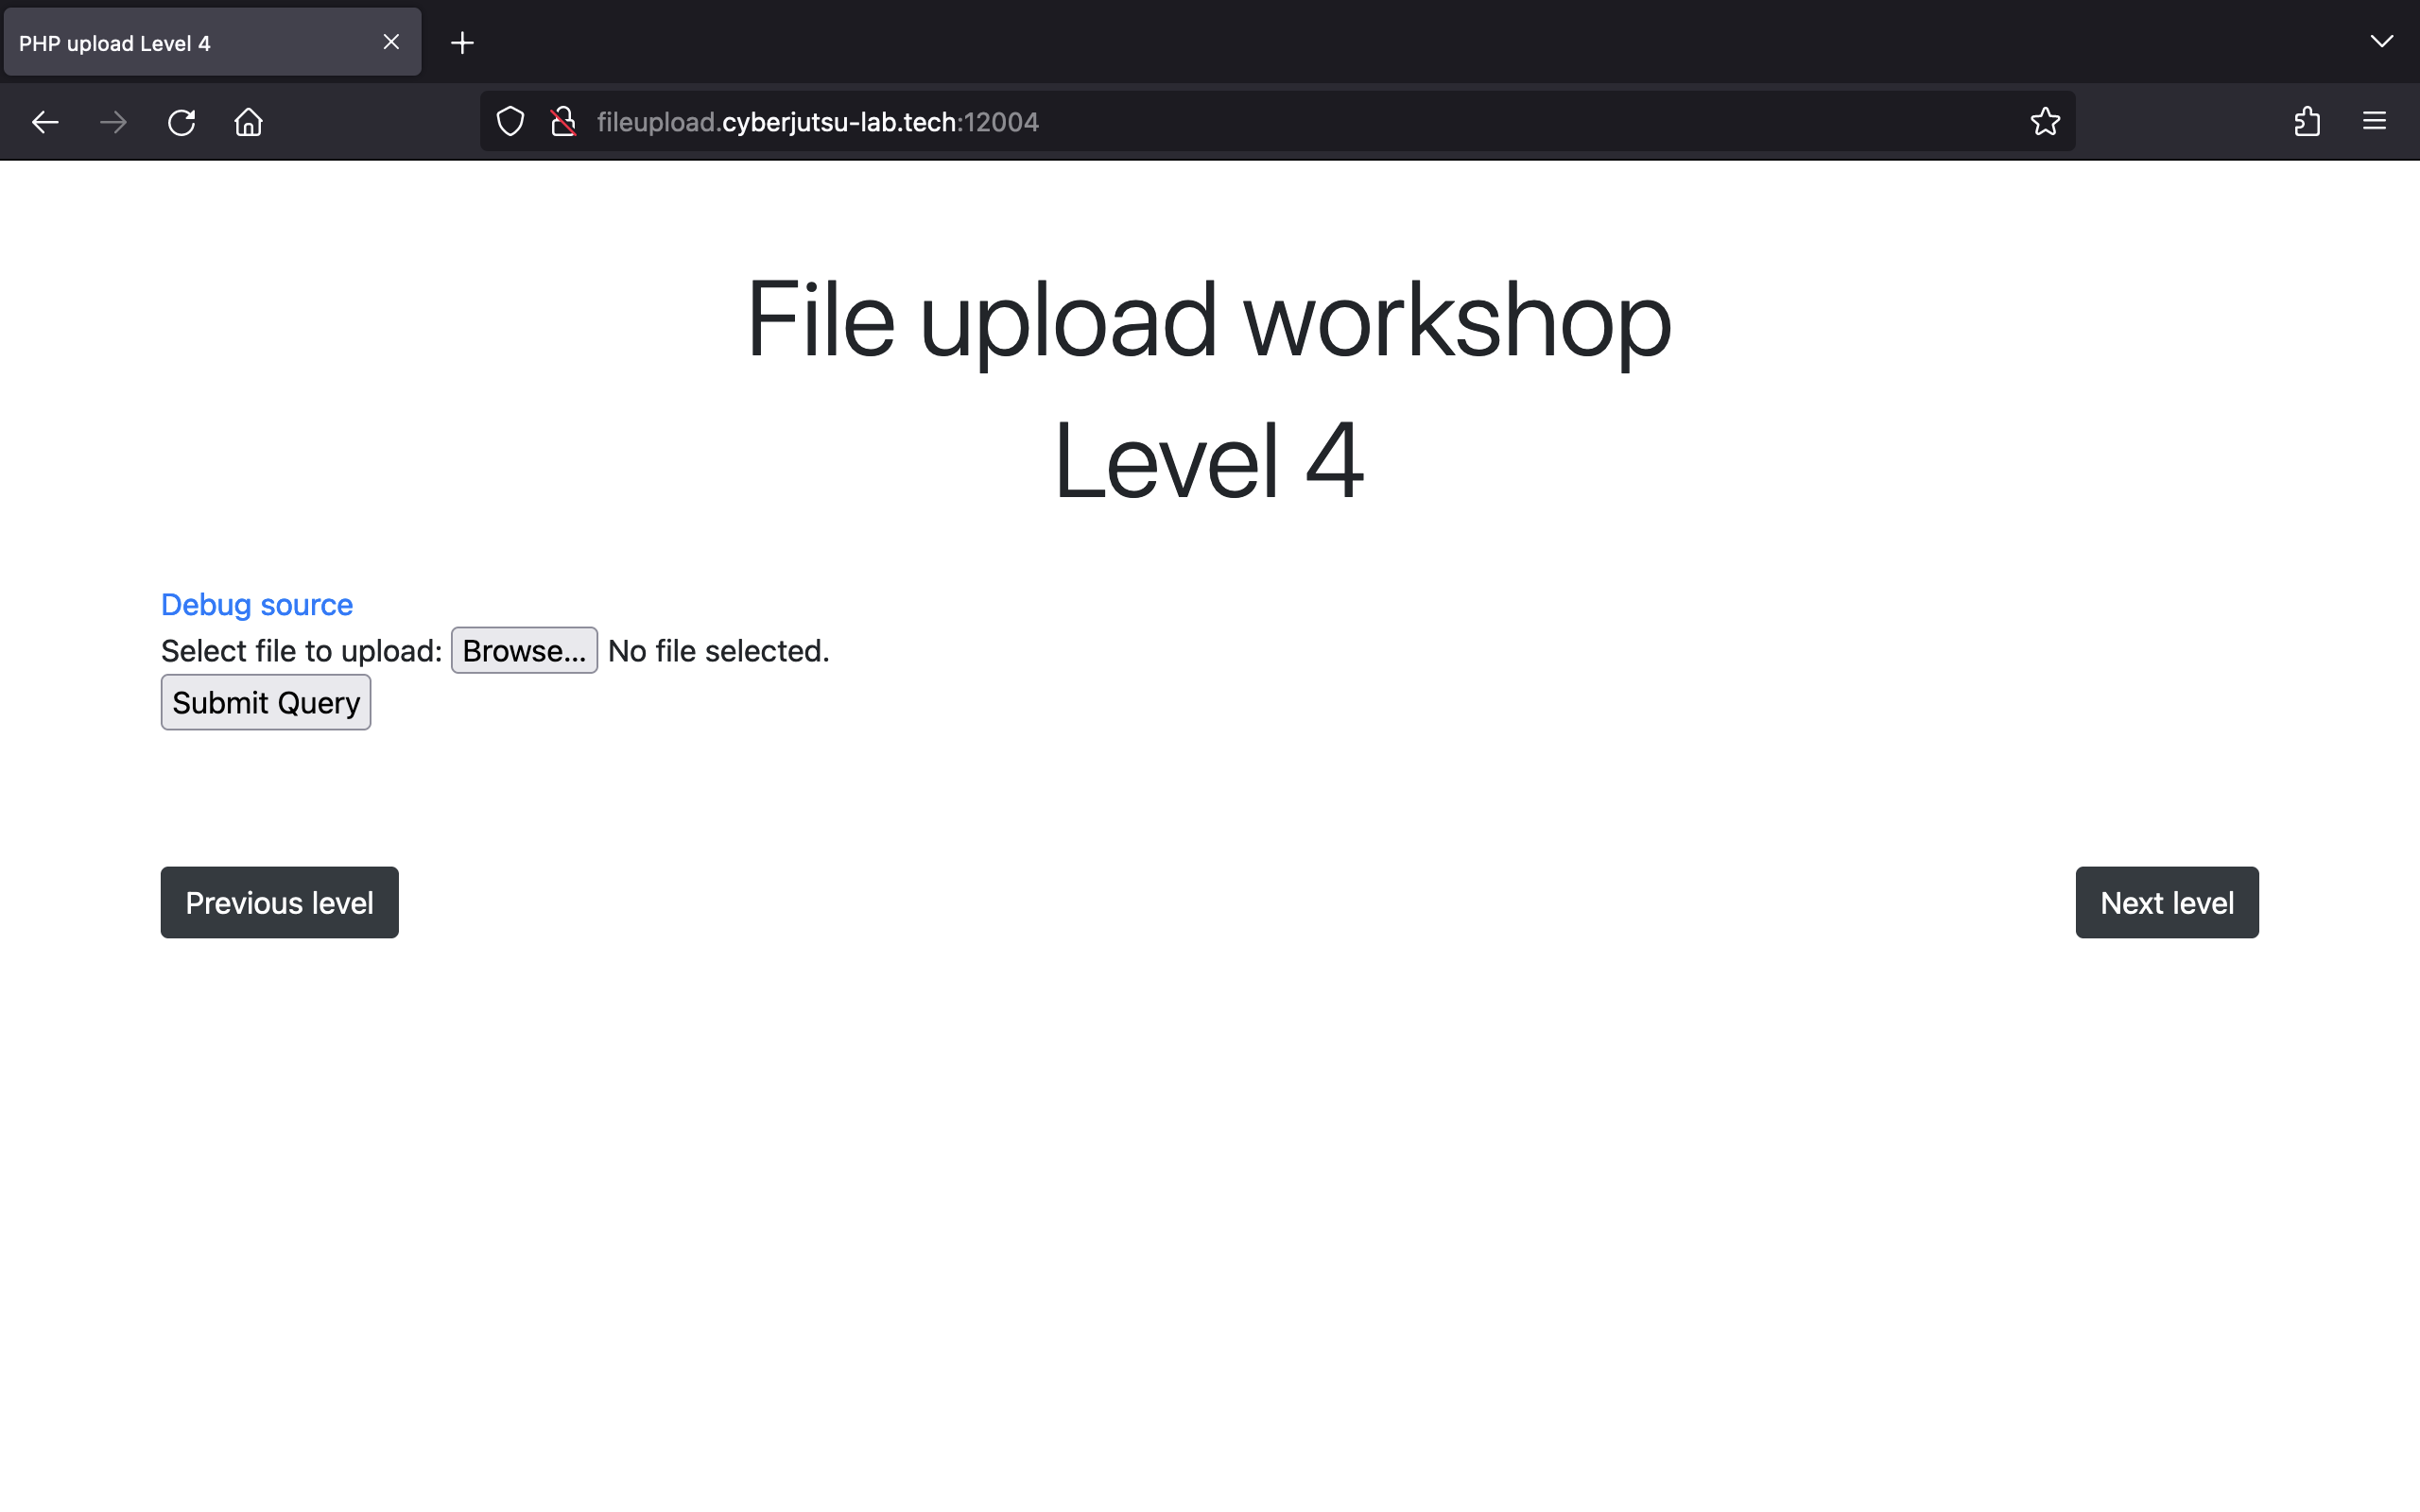 PHP upload Level 4
fileupload.cyberjutsu-lab.tech:12004
File upload workshop
Level 4
Debug source
Select file to upload: Browse... No file selected.
Submit Query
Previous level
Next level